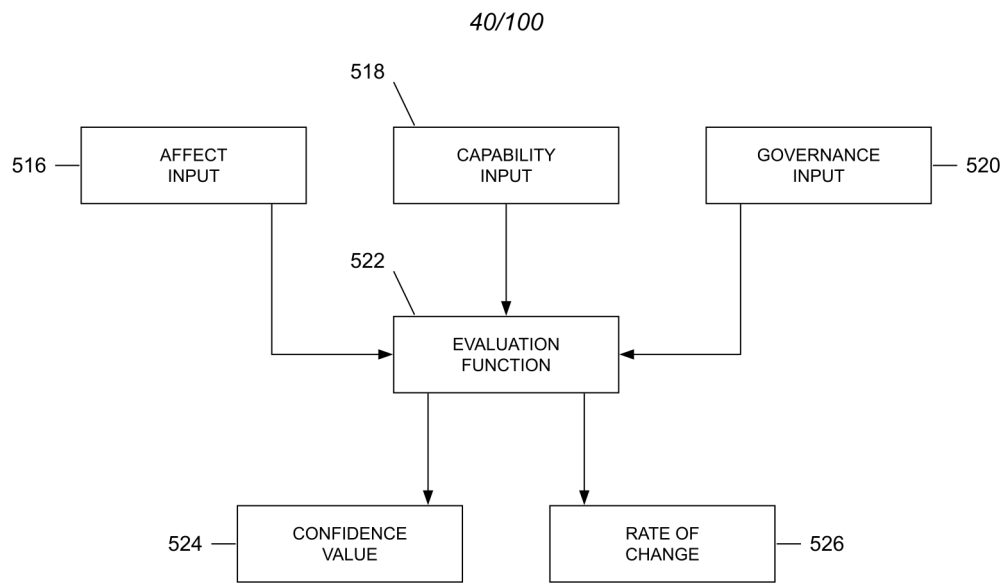 40/100
518
516
AFFECT
INPUT
CAPABILITY
INPUT
GOVERNANCE
INPUT
520
522
EVALUATION
FUNCTION
524
CONFIDENCE
VALUE
RATE OF
CHANGE
526